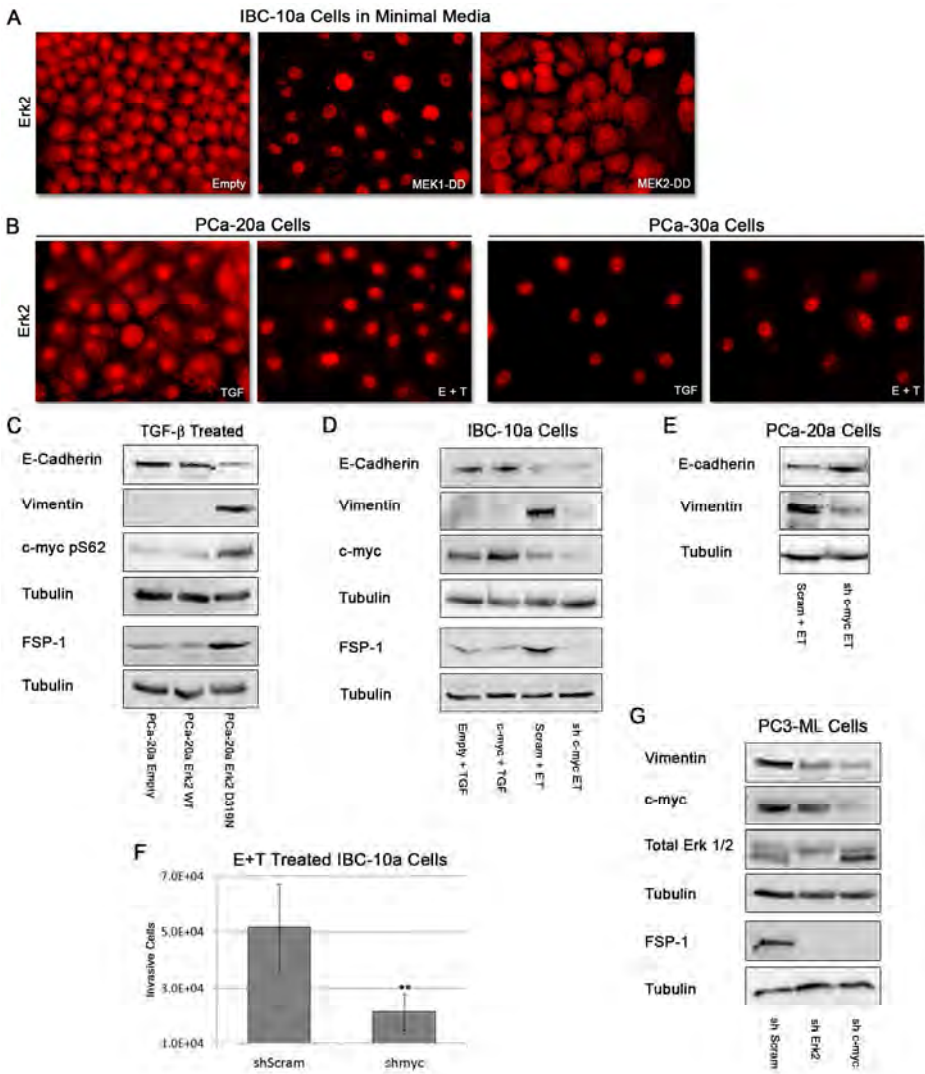 A
IBC-10a Cells in Minimal Media
Erk2
Empty
MEK1-DD
MEK2-DD
B
PCa-20a Cells
PCa-30a Cells
Erk2
TGF
E + T
TGF
E + T
C
TGF-β Treated
E-Cadherin
Vimentin
c-myc pS62
Tubulin
FSP-1
Tubulin
PCa-20a Empty
PCa-20a Erk2 WT
PCa-20a Erk2 D319N
D
IBC-10a Cells
E-Cadherin
Vimentin
c-myc
Tubulin
FSP-1
Tubulin
Empty + TGF
c-myc + TGF
Scram + ET
sh c-myc ET
E
PCa-20a Cells
E-cadherin
Vimentin
Tubulin
Scram + ET
sh c-myc ET
F
E+T Treated IBC-10a Cells
Invasive Cells
7.0E+04
5.0E+04
3.0E+04
1.0E+04
**
shScram
shmyc
G
PC3-ML Cells
Vimentin
c-myc
Total Erk 1/2
Tubulin
FSP-1
Tubulin
sh Scram
sh Erk2
sh c-myc